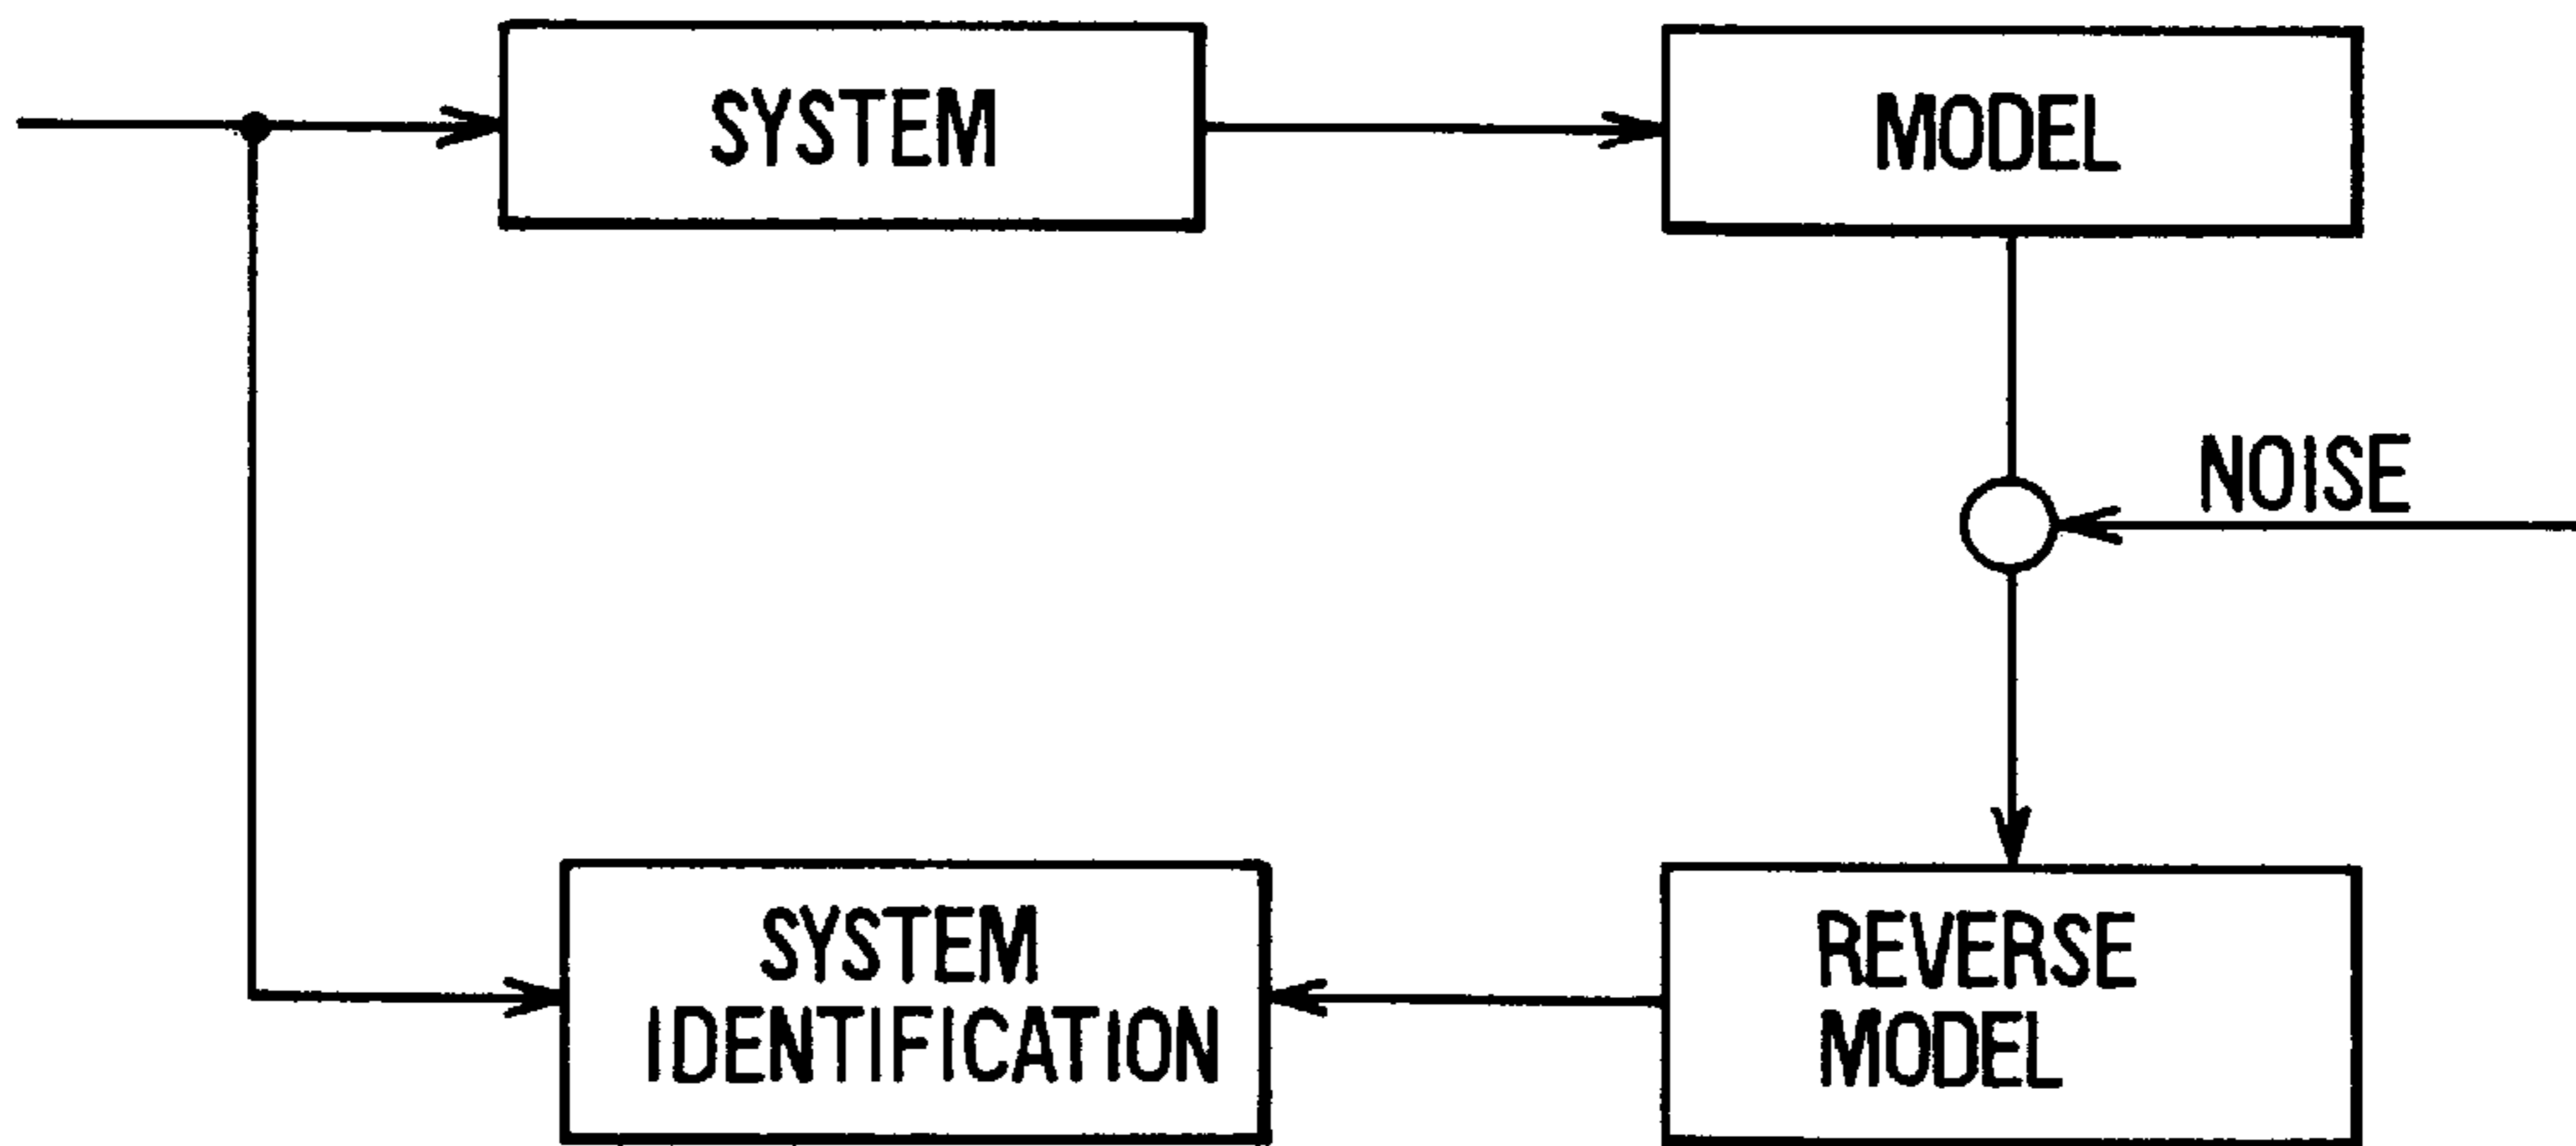 SYSTEM
MODEL
NOISE
SYSTEM
IDENTIFICATION
REVERSE
MODEL